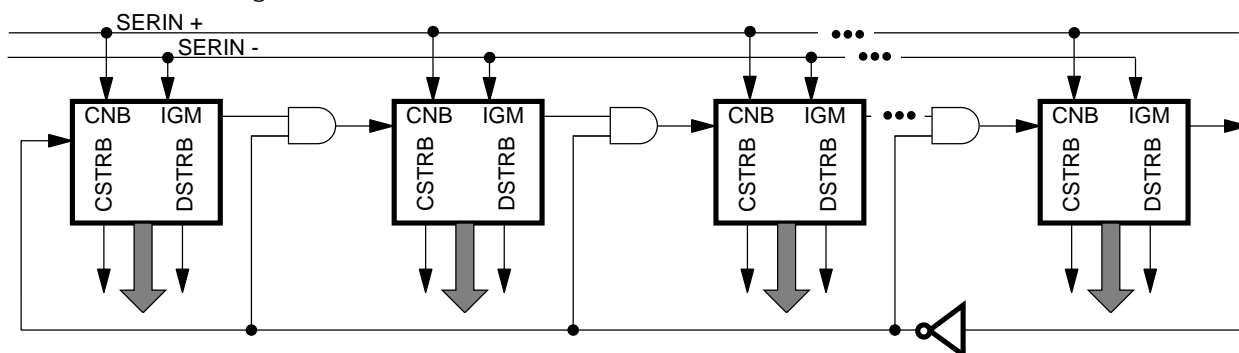 SERIN +
SERIN -
CNB IGM
CSTRB
DSTRB
CNB IGM
CSTRB
DSTRB
CNB IGM
CSTRB
DSTRB
CNB IGM
CSTRB
DSTRB